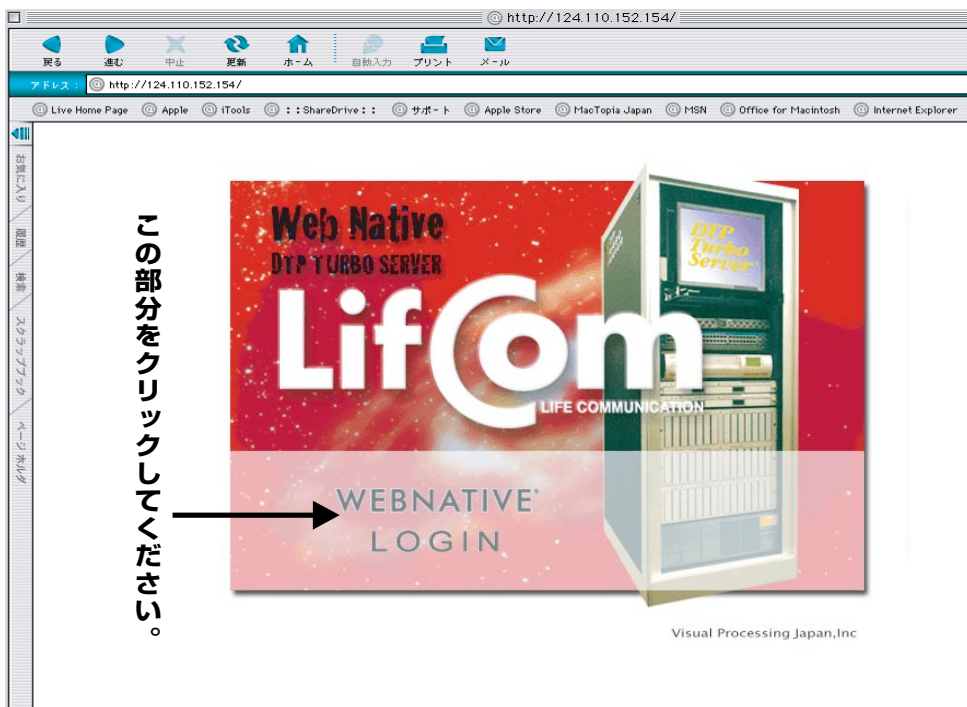 http://124.110.152.154/
戻る 進む 中止 更新 ホーム 自動入力 プリント メール
アドレス： http://124.110.152.154/
Live Home Page Apple iTools ::ShareDrive:: サポート Apple Store MacTopia Japan MSN Office for Macintosh Internet Explorer
お気に入り
履歴
検索
スクラップブック
ページ ホルダ
この部分をクリックしてください。
Web Native
DTP TURBO SERVER
DTP
Turbo
Server
LifCom
LIFE COMMUNICATION
WEBNATIVE
LOGIN
Visual Processing Japan,Inc